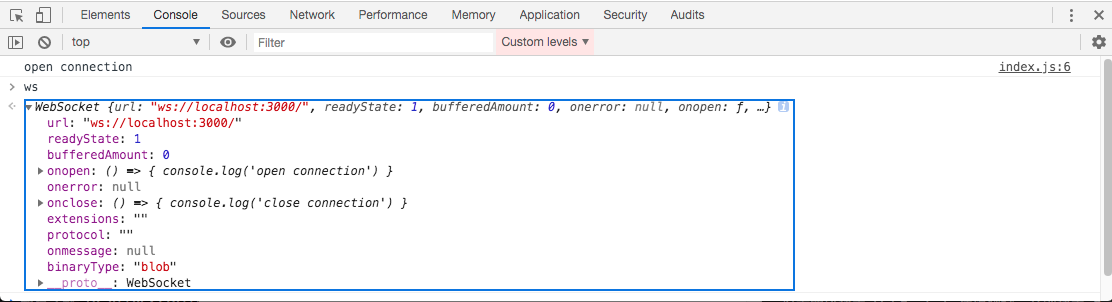 Elements Console Sources Network Performance Memory Application Security Audits
top Filter Custom levels
open connection index.js:6
ws
WebSocket {url: "ws://localhost:3000/", readyState: 1, bufferedAmount: 0, onerror: null, onopen: ƒ, …}
url: "ws://localhost:3000/"
readyState: 1
bufferedAmount: 0
onopen: () => { console.log('open connection') }
onerror: null
onclose: () => { console.log('close connection') }
extensions: ""
protocol: ""
onmessage: null
binaryType: "blob"
__proto__: WebSocket